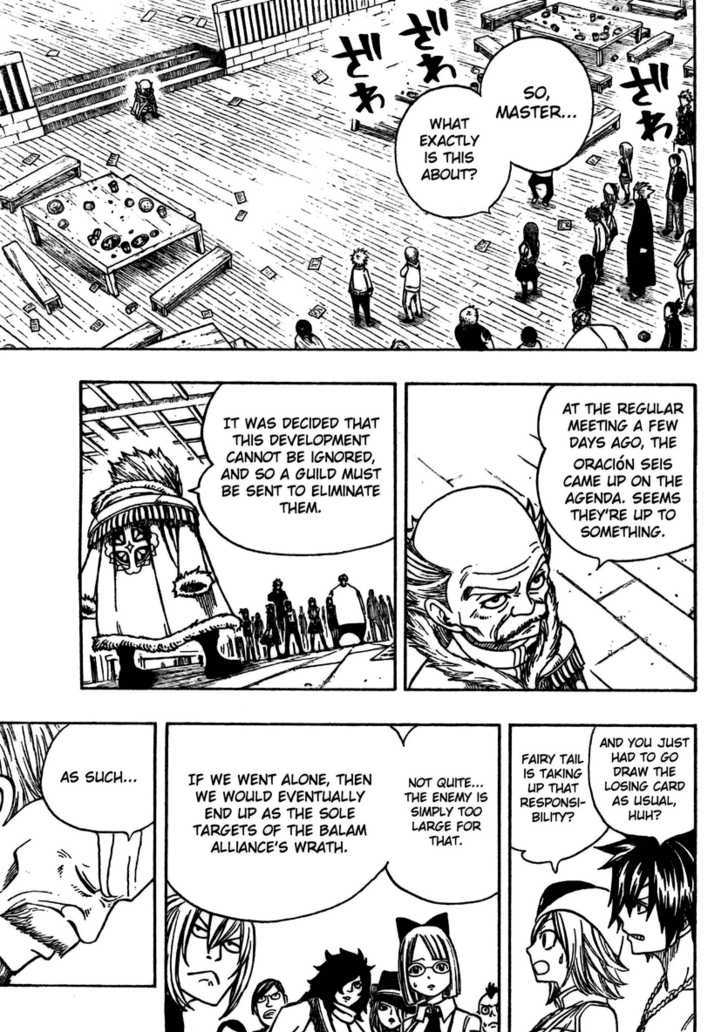 ざわ
ざわ
ざわ
SO,
MASTER...
WHAT
EXACTLY
IS THIS
ABOUT?
AT THE REGULAR
MEETING A FEW
DAYS AGO, THE
ORACIÓN SEIS
CAME UP ON THE
AGENDA. SEEMS
THEY'RE UP TO
SOMETHING.
IT WAS DECIDED THAT
THIS DEVELOPMENT
CANNOT BE IGNORED,
AND SO A GUILD MUST
BE SENT TO ELIMINATE
THEM.
AND YOU JUST
HAD TO GO
DRAW THE
LOSING CARD
AS USUAL,
HUH?
FAIRY TAIL
IS TAKING
UP THAT
RESPONSI-
BILITY?
NOT QUITE...
THE ENEMY IS
SIMPLY TOO
LARGE FOR
THAT.
IF WE WENT ALONE, THEN
WE WOULD EVENTUALLY
END UP AS THE SOLE
TARGETS OF THE BALAM
ALLIANCE'S WRATH.
AS SUCH...